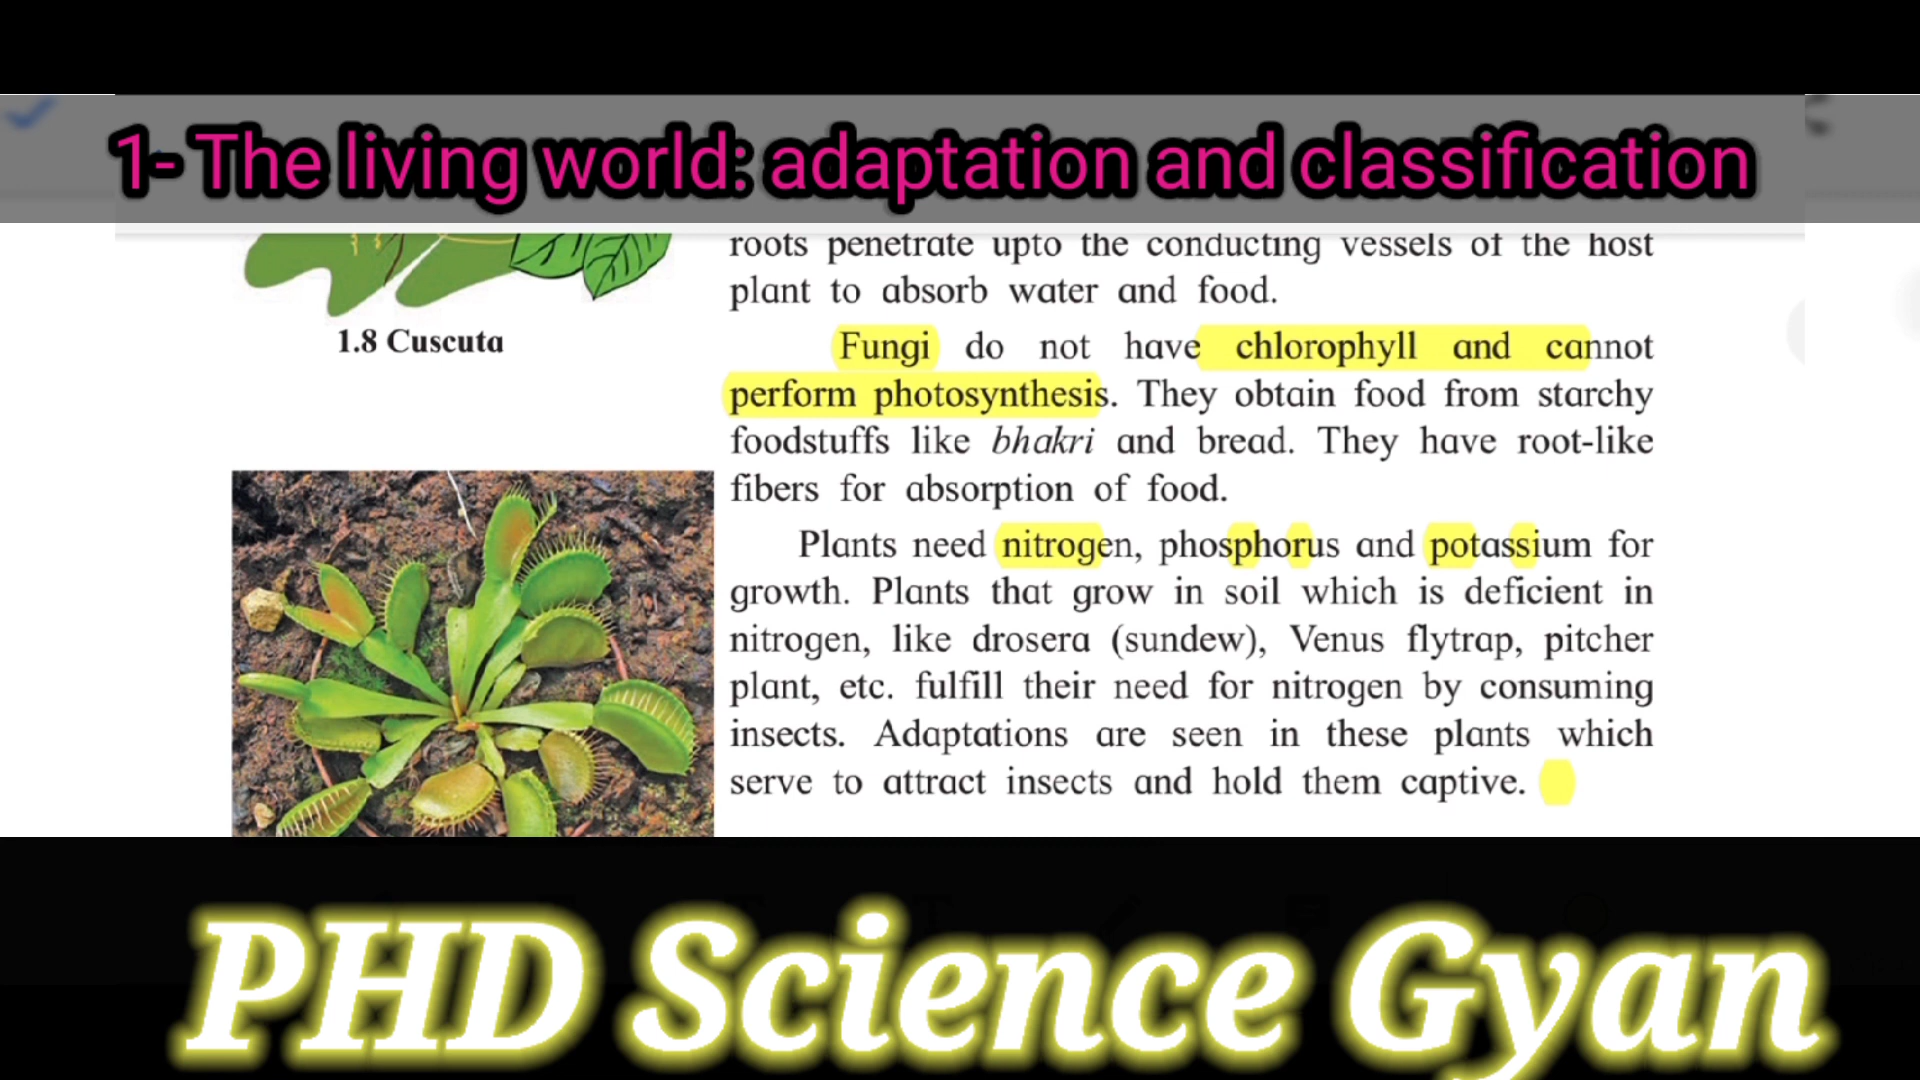 1- The living world: adaptation and classification
roots penetrate upto the conducting vessels of the host
plant to absorb water and food.
1.8 Cuscuta
Fungi do not have chlorophyll and cannot
perform photosynthesis. They obtain food from starchy
foodstuffs like bhakri and bread. They have root-like
fibers for absorption of food.
Plants need nitrogen, phosphorus and potassium for
growth. Plants that grow in soil which is deficient in
nitrogen, like drosera (sundew), Venus flytrap, pitcher
plant, etc. fulfill their need for nitrogen by consuming
insects. Adaptations are seen in these plants which
serve to attract insects and hold them captive.
PHD Science Gyan